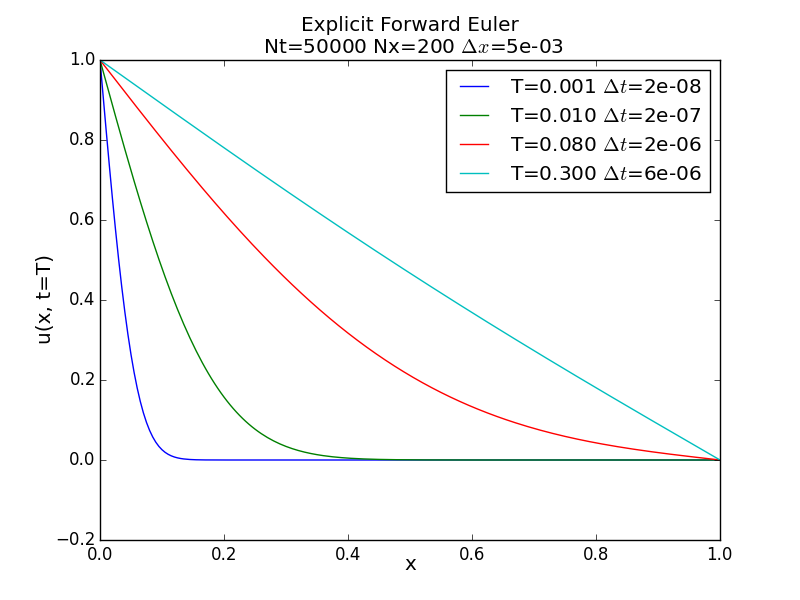 Explicit Forward Euler
Nt=50000 Nx=200 Δx=5e-03
T=0.001 Δt=2e-08
T=0.010 Δt=2e-07
T=0.080 Δt=2e-06
T=0.300 Δt=6e-06
u(x, t=T)
1.0
0.8
0.6
0.4
0.2
0.0
−0.2
0.0 0.2 0.4 0.6 0.8 1.0
x